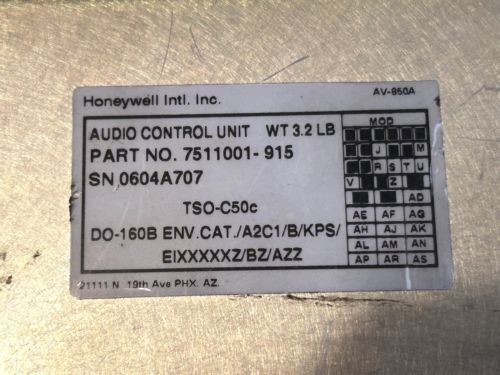 Honeywell Intl. Inc.
AV-850A
AUDIO CONTROL UNIT WT 3.2 LB
PART NO. 7511001-915
SN 0604A707
TSO-C50c
DO-160B ENV.CAT./A2C1/B/KPS/
EIXXXXXZ/BZ/AZZ
MOD
J M
R S T U
V Z
AD
AE AF AG
AH AJ AK
AL AM AN
AP AR AS
21111 N 19th Ave PHX. AZ.